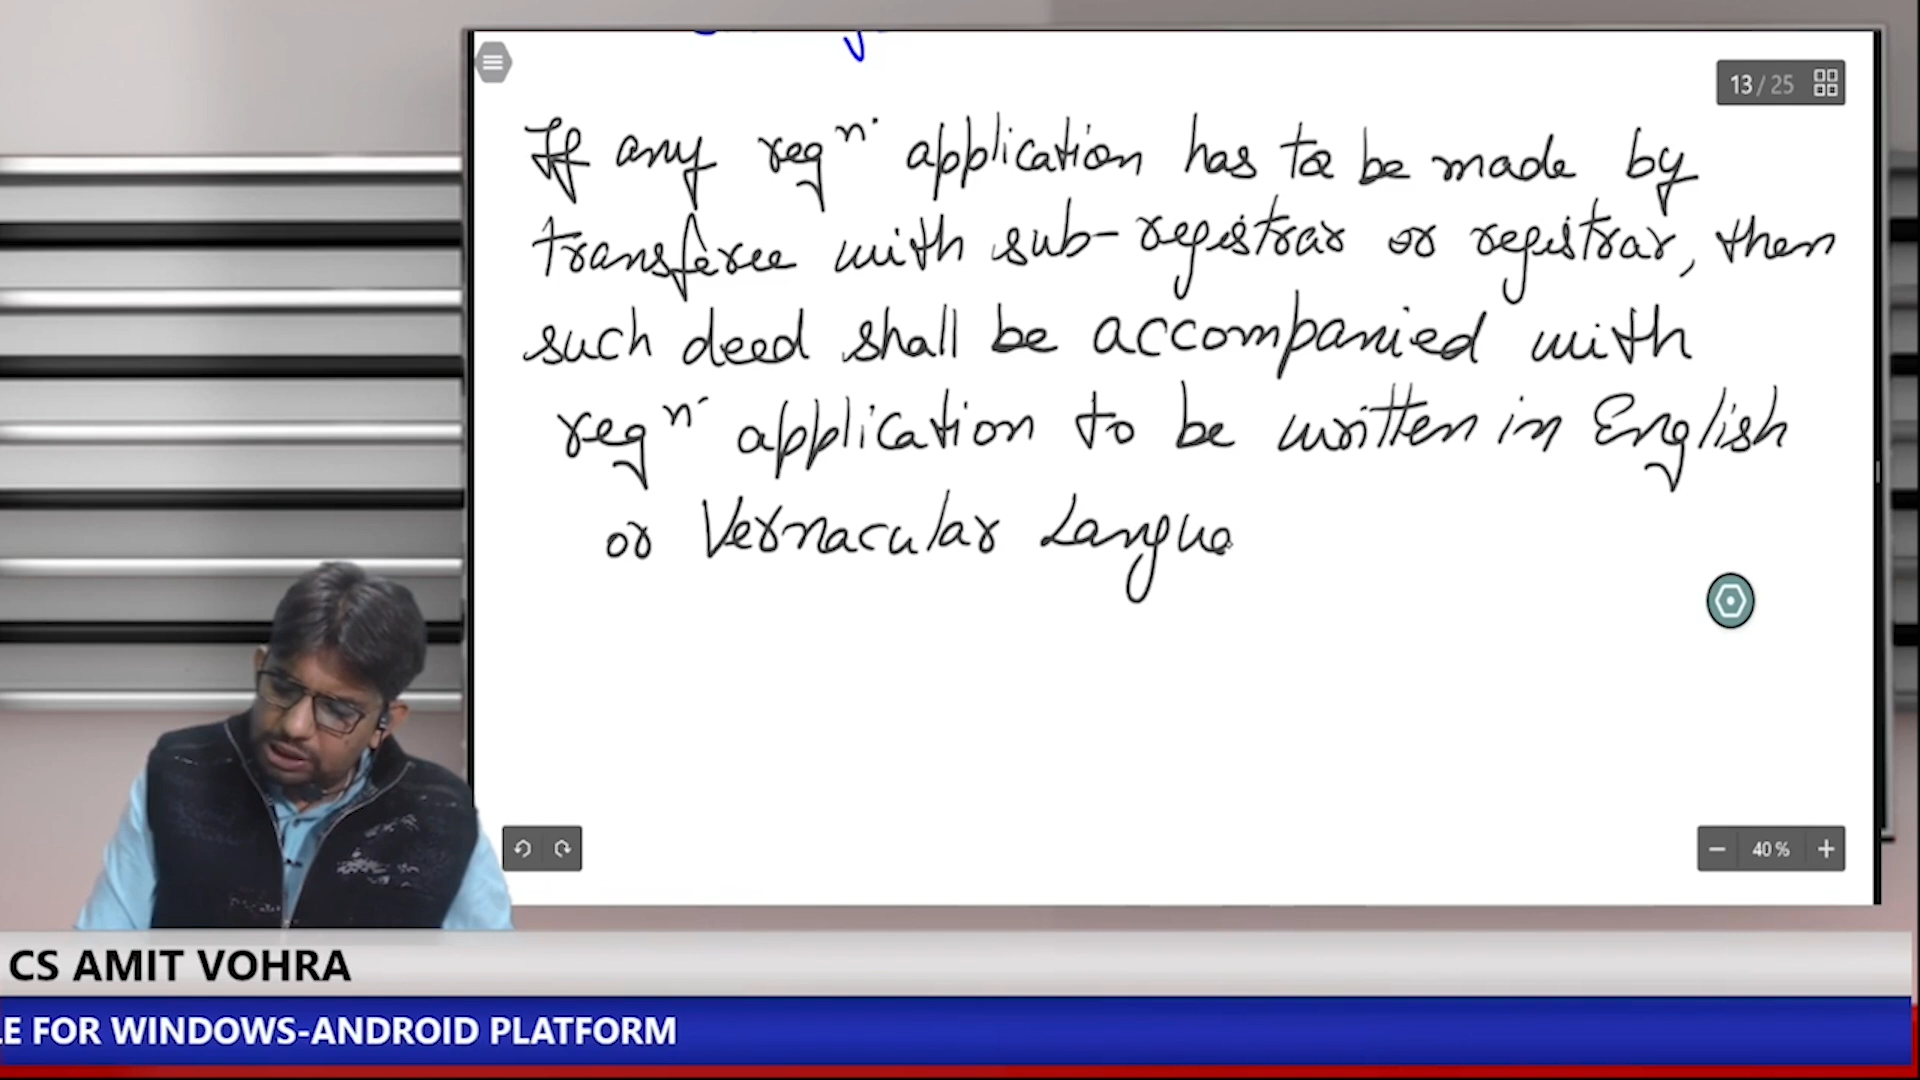 13 / 25
If any regn. application has to be made by
transferee with sub-registrar or registrar, then
such deed shall be accompanied with
regn. application to be written in English
or Vernacular Langua
40 %
CS AMIT VOHRA
LE FOR WINDOWS-ANDROID PLATFORM